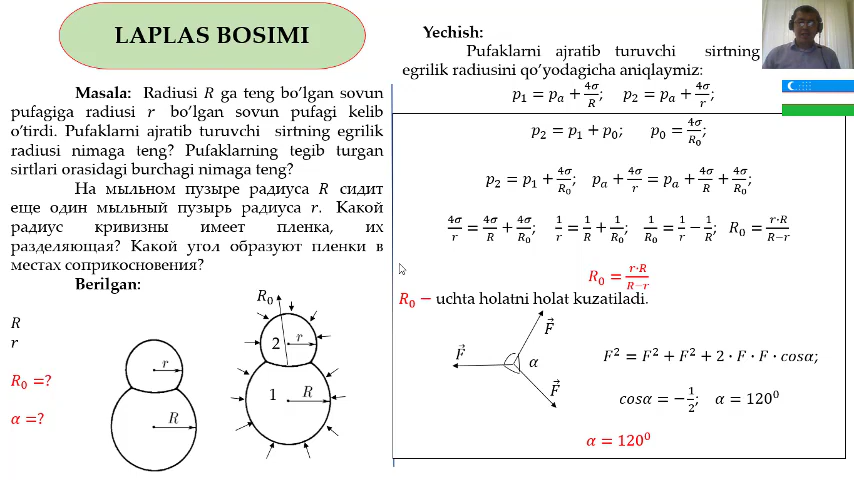 LAPLAS BOSIMI
Masala: Radiusi R ga teng bo‘lgan sovun
pufagiga radiusi r bo‘lgan sovun pufagi kelib
o‘tirdi. Pufaklarni ajratib turuvchi sirtning egrilik
radiusi nimaga teng? Pufaklarning tegib turgan
sirtlari orasidagi burchagi nimaga teng?
На мыльном пузыре радиуса R сидит
еще один мыльный пузырь радиуса r. Какой
радиус кривизны имеет пленка, их
разделяющая? Какой угол образуют пленки в
местах соприкосновения?
Berilgan:
R
r
R₀ =?
α =?
r
R
R₀
2
r
1
R
Yechish:
Pufaklarni ajratib turuvchi sirtning
egrilik radiusini qo‘yodagicha aniqlaymiz:
p₁ = pₐ + 4σ/R; p₂ = pₐ + 4σ/r;
p₂ = p₁ + p₀; p₀ = 4σ/R₀;
p₂ = p₁ + 4σ/R₀; pₐ + 4σ/r = pₐ + 4σ/R + 4σ/R₀;
4σ/r = 4σ/R + 4σ/R₀; 1/r = 1/R + 1/R₀; 1/R₀ = 1/r − 1/R; R₀ = r·R/R−r
R₀ = r·R/R−r
R₀ − uchta holatni holat kuzatiladi.
F⃗
F⃗
α
F⃗
F² = F² + F² + 2 · F · F · cosα;
cosα = −1/2; α = 120⁰
α = 120⁰